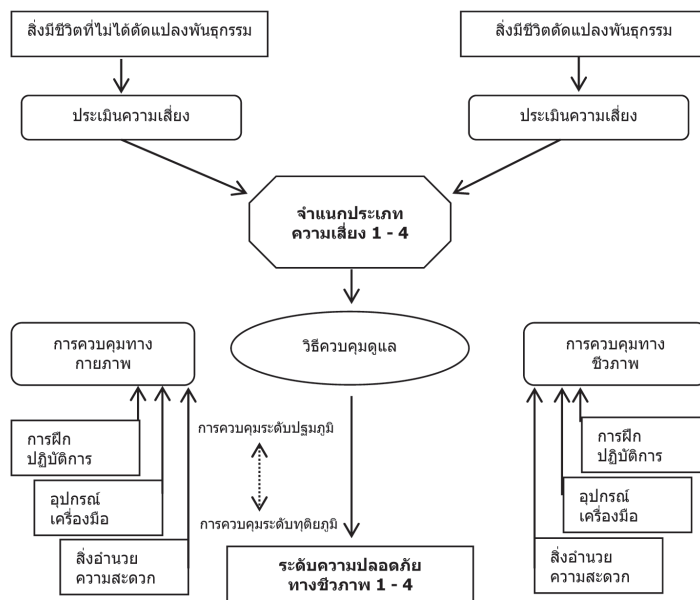 สิ่งมีชีวิตที่ไม่ได้ดัดแปลงพันธุกรรม
สิ่งมีชีวิตดัดแปลงพันธุกรรม
ประเมินความเสี่ยง
ประเมินความเสี่ยง
จำแนกประเภท
ความเสี่ยง 1 - 4
การควบคุมทาง
กายภาพ
วิธีควบคุมดูแล
การควบคุมทาง
ชีวภาพ
การควบคุมระดับปฐมภูมิ
การฝึก
ปฏิบัติการ
การฝึก
ปฏิบัติการ
อุปกรณ์
เครื่องมือ
อุปกรณ์
เครื่องมือ
การควบคุมระดับทุติยภูมิ
สิ่งอำนวย
ความสะดวก
ระดับความปลอดภัย
ทางชีวภาพ 1 - 4
สิ่งอำนวย
ความสะดวก